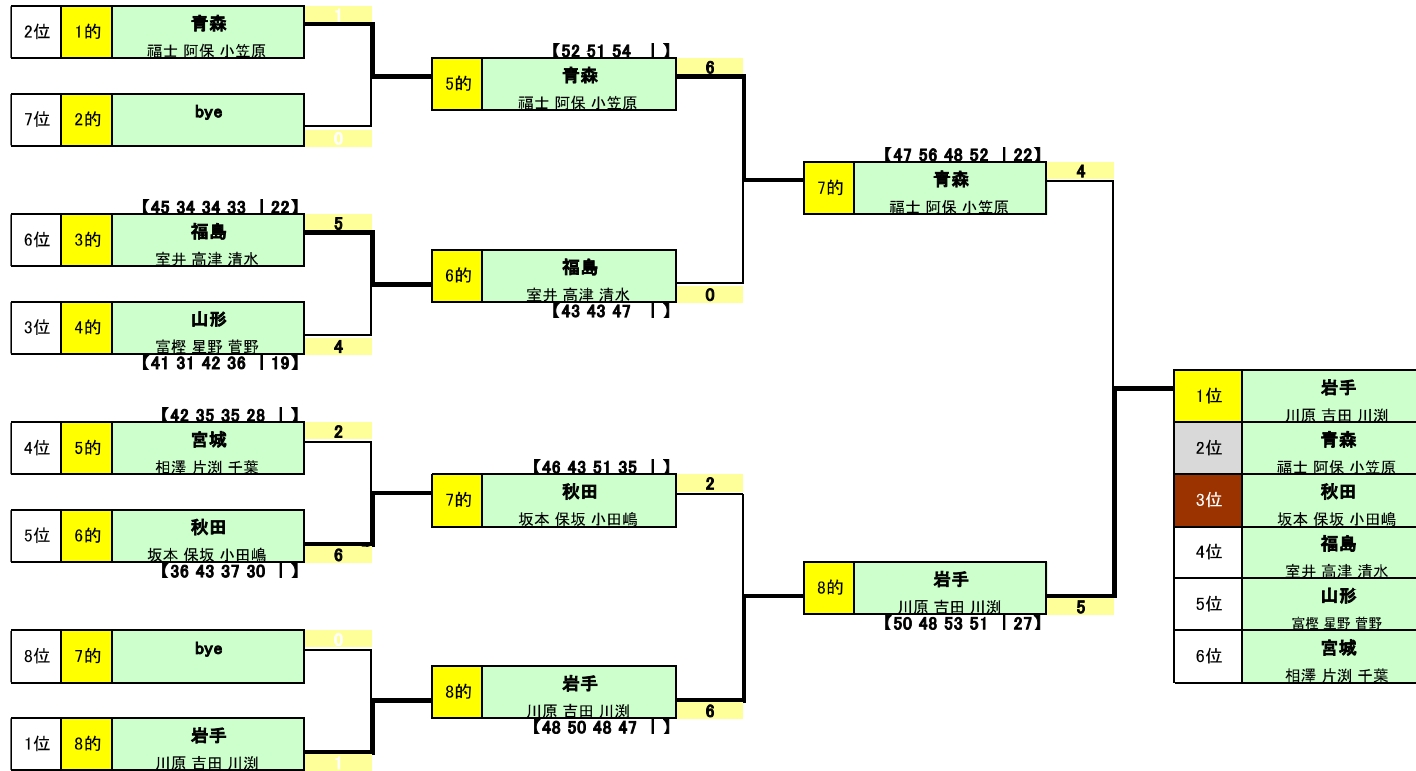 2位 1的 青森 1
福士 阿保 小笠原
7位 2的 bye
0
【45 34 34 33 | 22】
6位 3的 福島 5
室井 高津 清水
3位 4的 山形
富樫 星野 菅野 4
【41 31 42 36 | 19】
【42 35 35 28 | 】
4位 5的 宮城 2
相澤 片渕 千葉
5位 6的 秋田
坂本 保坂 小田嶋 6
【36 43 37 30 | 】
8位 7的 bye 0
1位 8的 岩手
川原 吉田 川渕 1
【52 51 54 | 】
5的 青森 6
福士 阿保 小笠原
6的 福島
室井 高津 清水 0
【43 43 47 | 】
【46 43 51 35 | 】
7的 秋田 2
坂本 保坂 小田嶋
8的 岩手
川原 吉田 川渕 6
【48 50 48 47 | 】
【47 56 48 52 | 22】
7的 青森 4
福士 阿保 小笠原
8的 岩手
川原 吉田 川渕 5
【50 48 53 51 | 27】
1位 岩手
川原 吉田 川渕
2位 青森
福士 阿保 小笠原
3位 秋田
坂本 保坂 小田嶋
4位 福島
室井 高津 清水
5位 山形
富樫 星野 菅野
6位 宮城
相澤 片渕 千葉